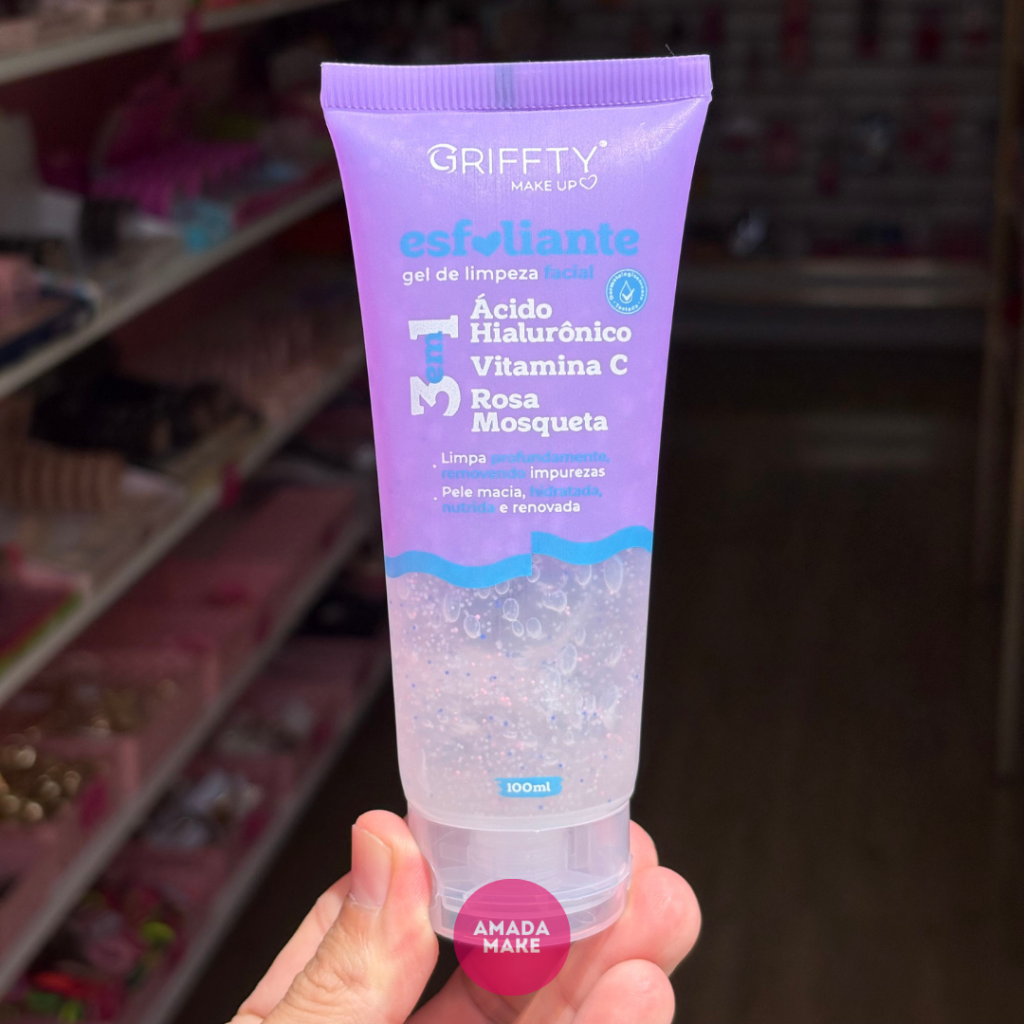 GRIFFTY
MAKE UP
esfoliante
gel de limpeza facial
3 em 1
Ácido
Hialurônico
Vitamina C
Rosa
Mosqueta
. Limpa profundamente,
removendo impurezas
. Pele macia, hidratada,
nutrida e renovada
100ml
AMADA
MAKE